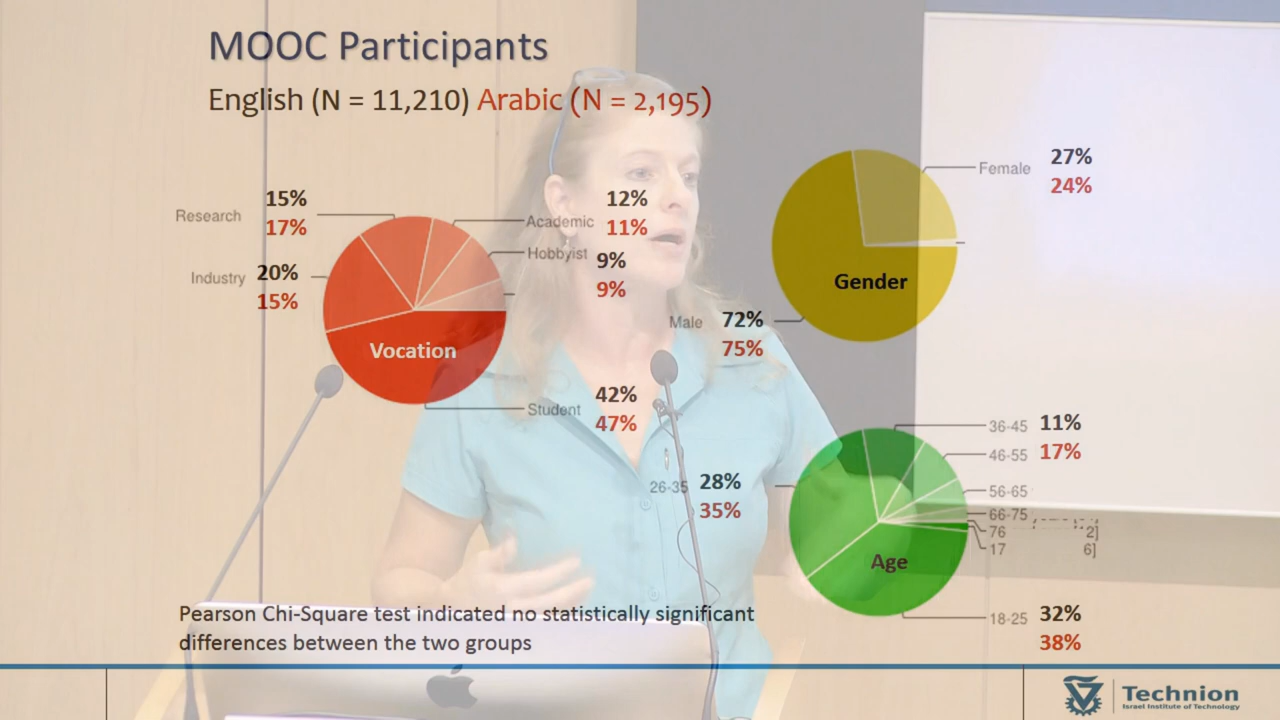 MOOC Participants
English (N = 11,210) Arabic (N = 2,195)
Research 15%
17%
Industry 20%
15%
Academic 12%
11%
Hobbyist 9%
9%
Vocation
Student 42%
47%
Female 27%
24%
Gender
Male 72%
75%
36-45 11%
46-55 17%
56-65
66-75
76 2]
17 6]
26-35 28%
35%
Age
18-25 32%
38%
Pearson Chi-Square test indicated no statistically significant
differences between the two groups
Technion
Israel Institute of Technology